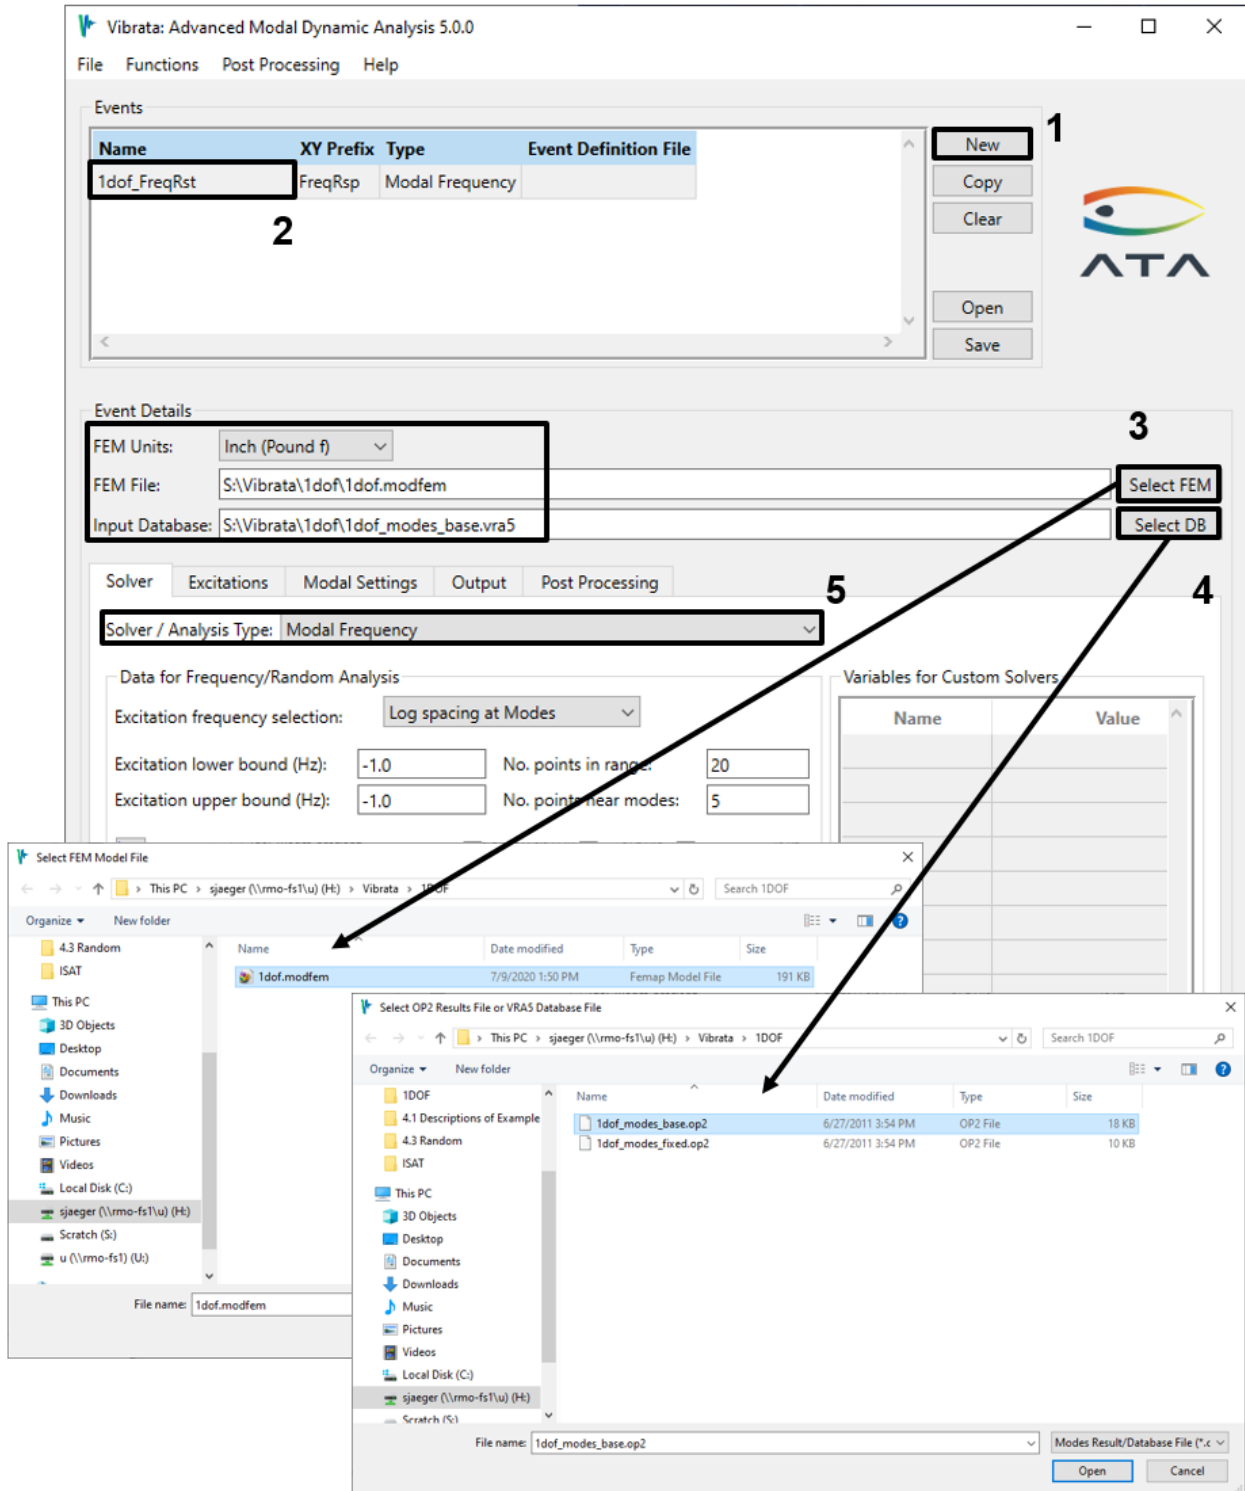 Vibrata: Advanced Modal Dynamic Analysis 5.0.0
File Functions Post Processing Help
Events
1
Name XY Prefix Type Event Definition File
New
1dof_FreqRst FreqRsp Modal Frequency
Copy
2
Clear
ATA
Open
Save
Event Details
3
FEM Units: Inch (Pound f)
FEM File: S:\Vibrata\1dof\1dof.modfem Select FEM
Input Database: S:\Vibrata\1dof\1dof_modes_base.vra5 Select DB
Solver Excitations Modal Settings Output Post Processing
5
4
Solver / Analysis Type: Modal Frequency
Data for Frequency/Random Analysis
Variables for Custom Solvers
Excitation frequency selection: Log spacing at Modes
Name Value
Excitation lower bound (Hz): -1.0 No. points in range: 20
Excitation upper bound (Hz): -1.0 No. points near modes: 5
Select FEM Model File
This PC > sjaeger (\\rmo-fs1\u) (H:) > Vibrata > 1DOF
Search 1DOF
Organize New folder
4.3 Random
ISAT
This PC
3D Objects
Desktop
Documents
Downloads
Music
Pictures
Videos
Local Disk (C:)
sjaeger (\\rmo-fs1\u) (H:)
Scratch (S:)
u (\\rmo-fs1) (U:)
Name Date modified Type Size
1dof.modfem 7/9/2020 1:50 PM Femap Model File 191 KB
File name: 1dof.modfem
Select OP2 Results File or VRA5 Database File
This PC > sjaeger (\\rmo-fs1\u) (H:) > Vibrata > 1DOF
Search 1DOF
Organize New folder
1DOF
4.1 Descriptions of Example
4.3 Random
ISAT
This PC
3D Objects
Desktop
Documents
Downloads
Music
Pictures
Videos
Local Disk (C:)
sjaeger (\\rmo-fs1\u) (H:)
Scratch (S:)
Name Date modified Type Size
1dof_modes_base.op2 6/27/2011 3:54 PM OP2 File 18 KB
1dof_modes_fixed.op2 6/27/2011 3:54 PM OP2 File 10 KB
File name: 1dof_modes_base.op2
Modes Result/Database File (*.c
Open Cancel